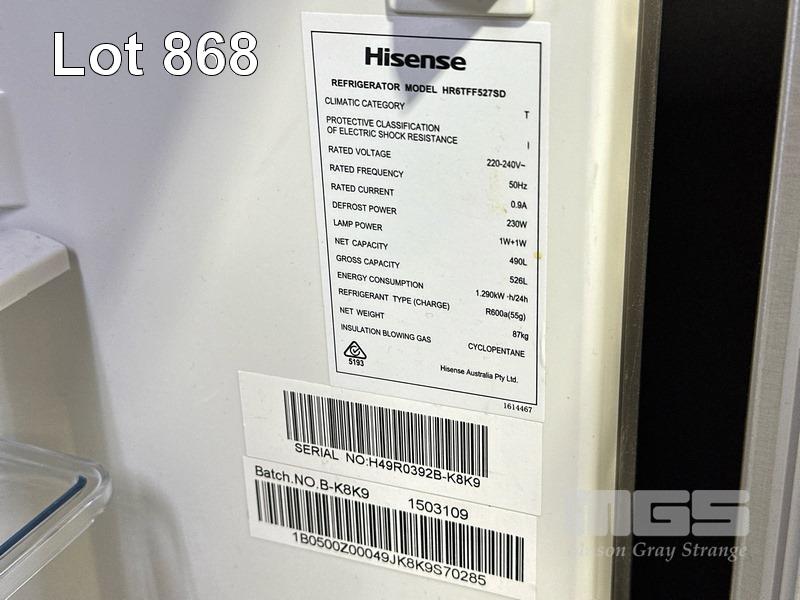 Lot 868
Hisense
REFRIGERATOR MODEL HR6TFF527SD
CLIMATIC CATEGORY T
PROTECTIVE CLASSIFICATION
OF ELECTRIC SHOCK RESISTANCE I
RATED VOLTAGE 220-240V~
RATED FREQUENCY 50Hz
RATED CURRENT 0.9A
DEFROST POWER 230W
LAMP POWER 1W+1W
NET CAPACITY 490L
GROSS CAPACITY 526L
ENERGY CONSUMPTION 1.290kW·h/24h
REFRIGERANT TYPE (CHARGE) R600a(55g)
NET WEIGHT 87kg
INSULATION BLOWING GAS CYCLOPENTANE
5193
Hisense Australia Pty Ltd.
1614467
SERIAL NO:H49R0392B-K8K9
Batch.NO.B-K8K9 1503109
1B0500Z00049JK8K9S70285
MGS
Mason Gray Strange